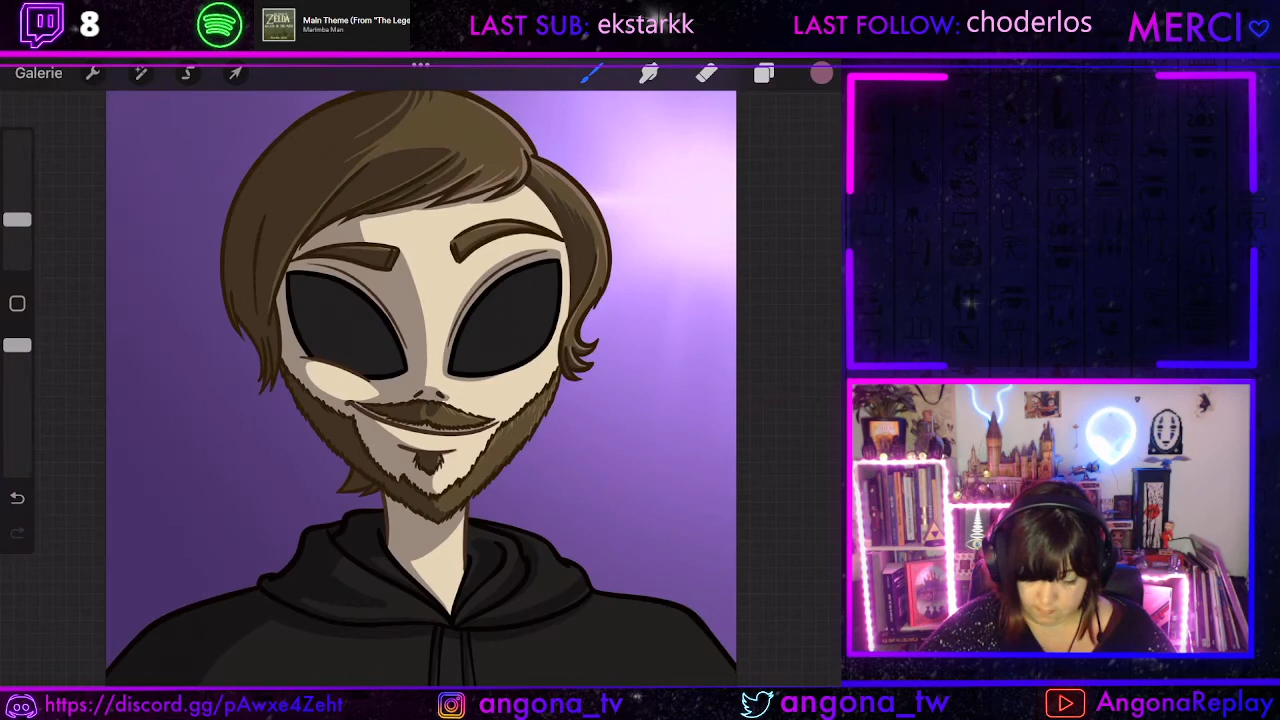 8
Main Theme (From "The Lege
Marimba Man
LAST SUB: ekstarkk
LAST FOLLOW: choderlos
MERCI
Galerie
https://discord.gg/pAwxe4Zeht
angona_tv
angona_tw
AngonaReplay